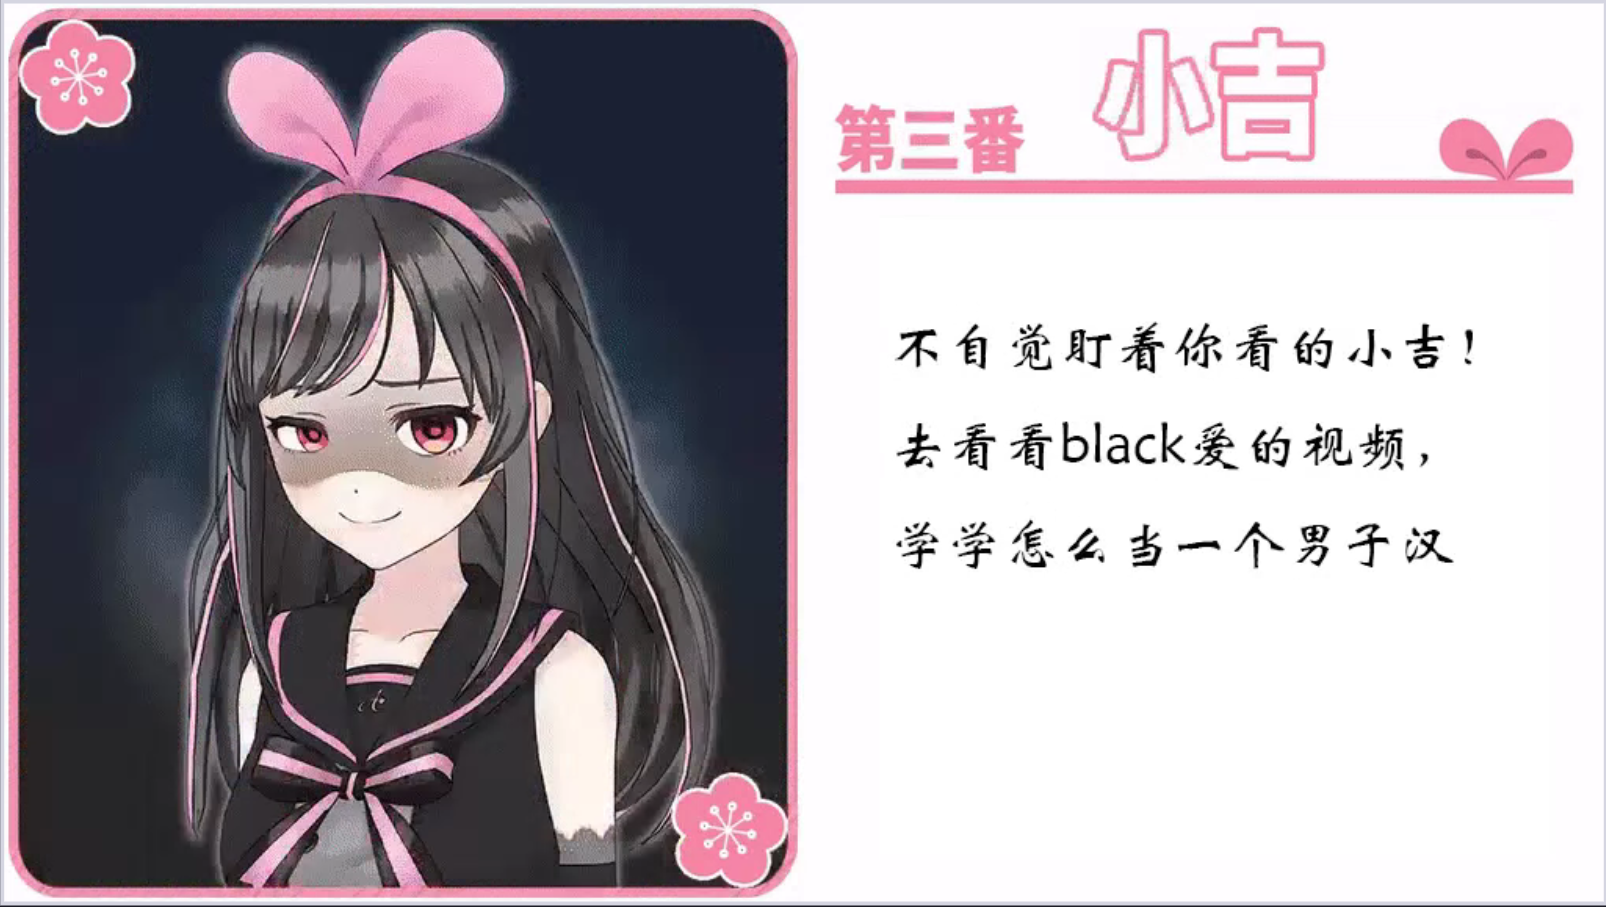 第三番 小吉
不自觉盯着你看的小吉！
去看看black爱的视频，
学学怎么当一个男子汉